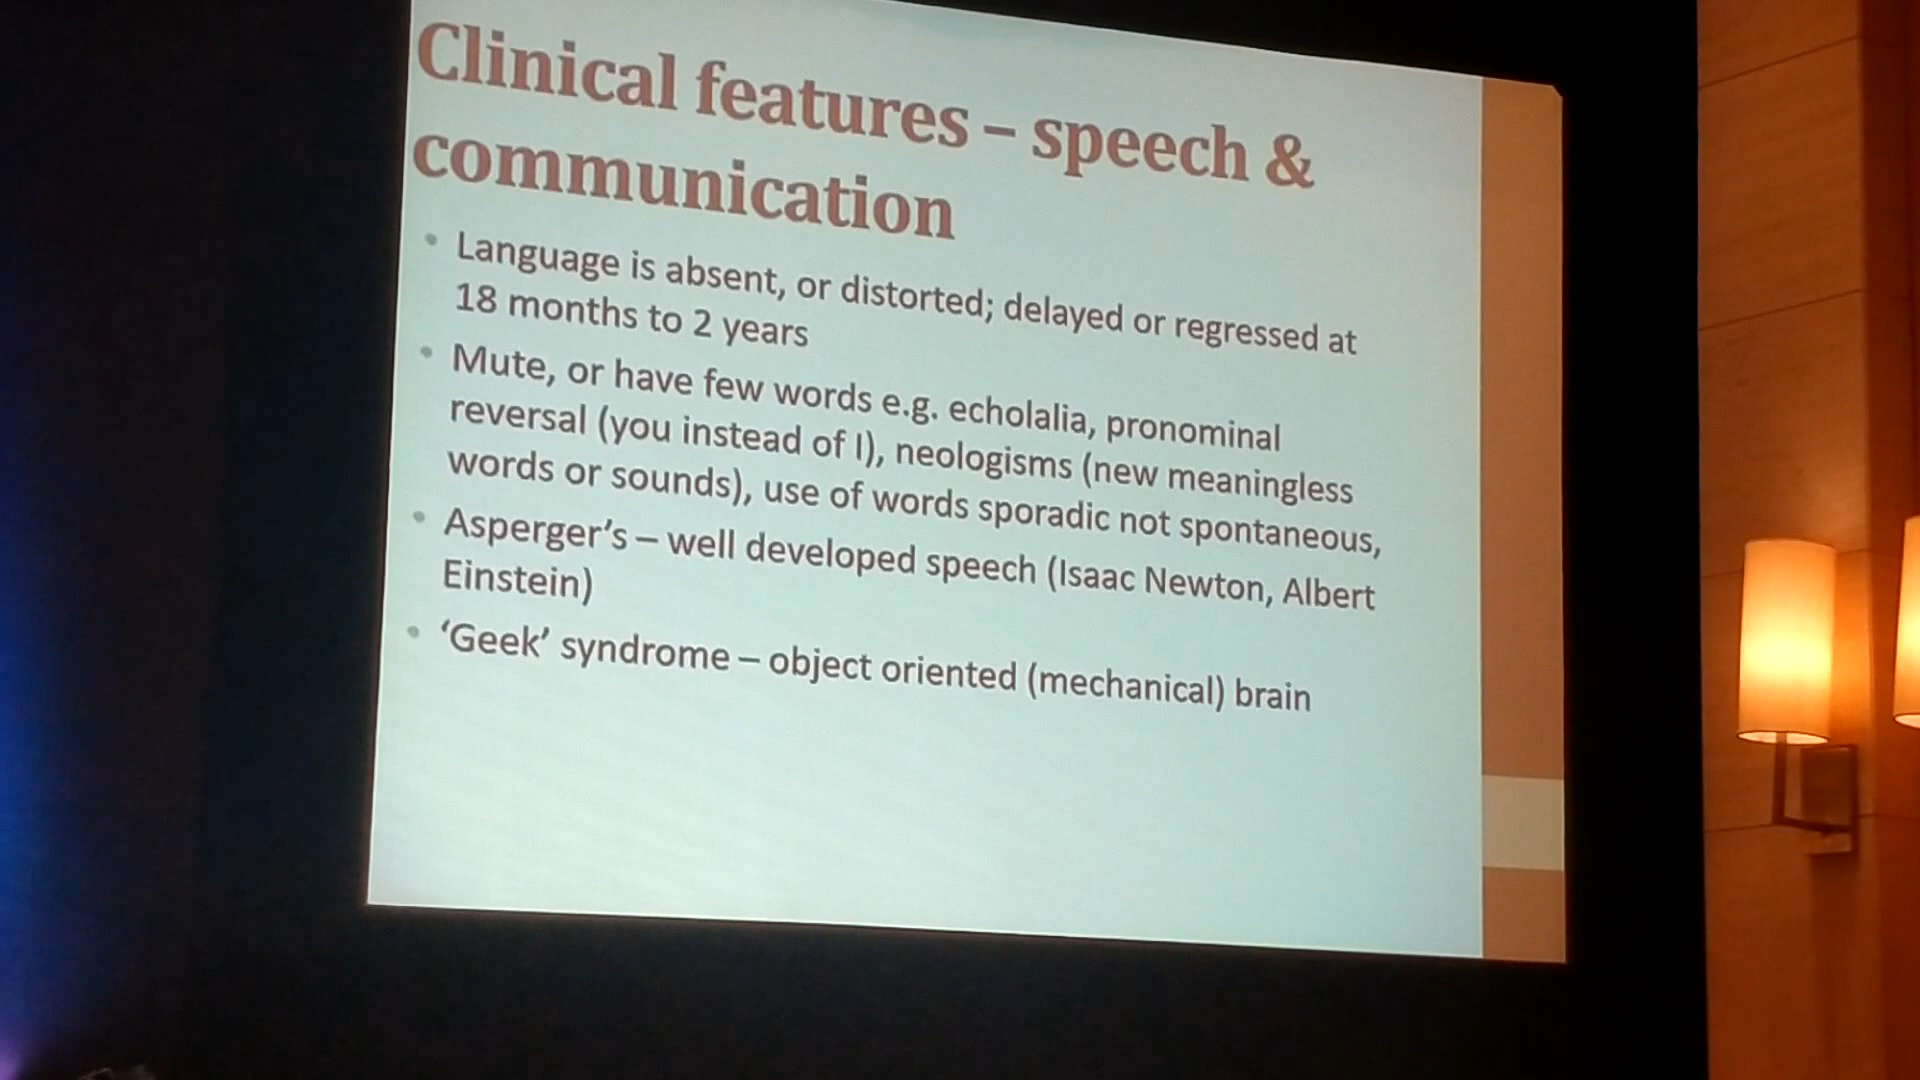 Clinical features – speech &
communication
• Language is absent, or distorted; delayed or regressed at
18 months to 2 years
• Mute, or have few words e.g. echolalia, pronominal
reversal (you instead of I), neologisms (new meaningless
words or sounds), use of words sporadic not spontaneous,
• Asperger’s – well developed speech (Isaac Newton, Albert
Einstein)
• ‘Geek’ syndrome – object oriented (mechanical) brain